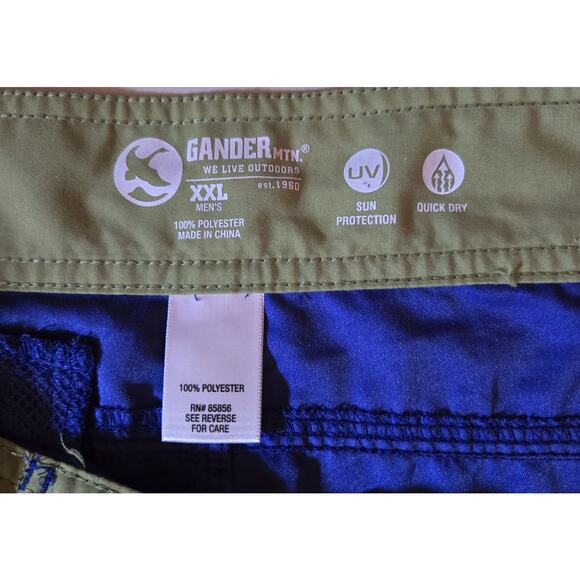 GANDER MTN.®
WE LIVE OUTDOORS
XXL est.1960
MEN'S
100% POLYESTER
MADE IN CHINA
UV
SUN
PROTECTION
QUICK DRY
100% POLYESTER
RN# 85856
SEE REVERSE
FOR CARE